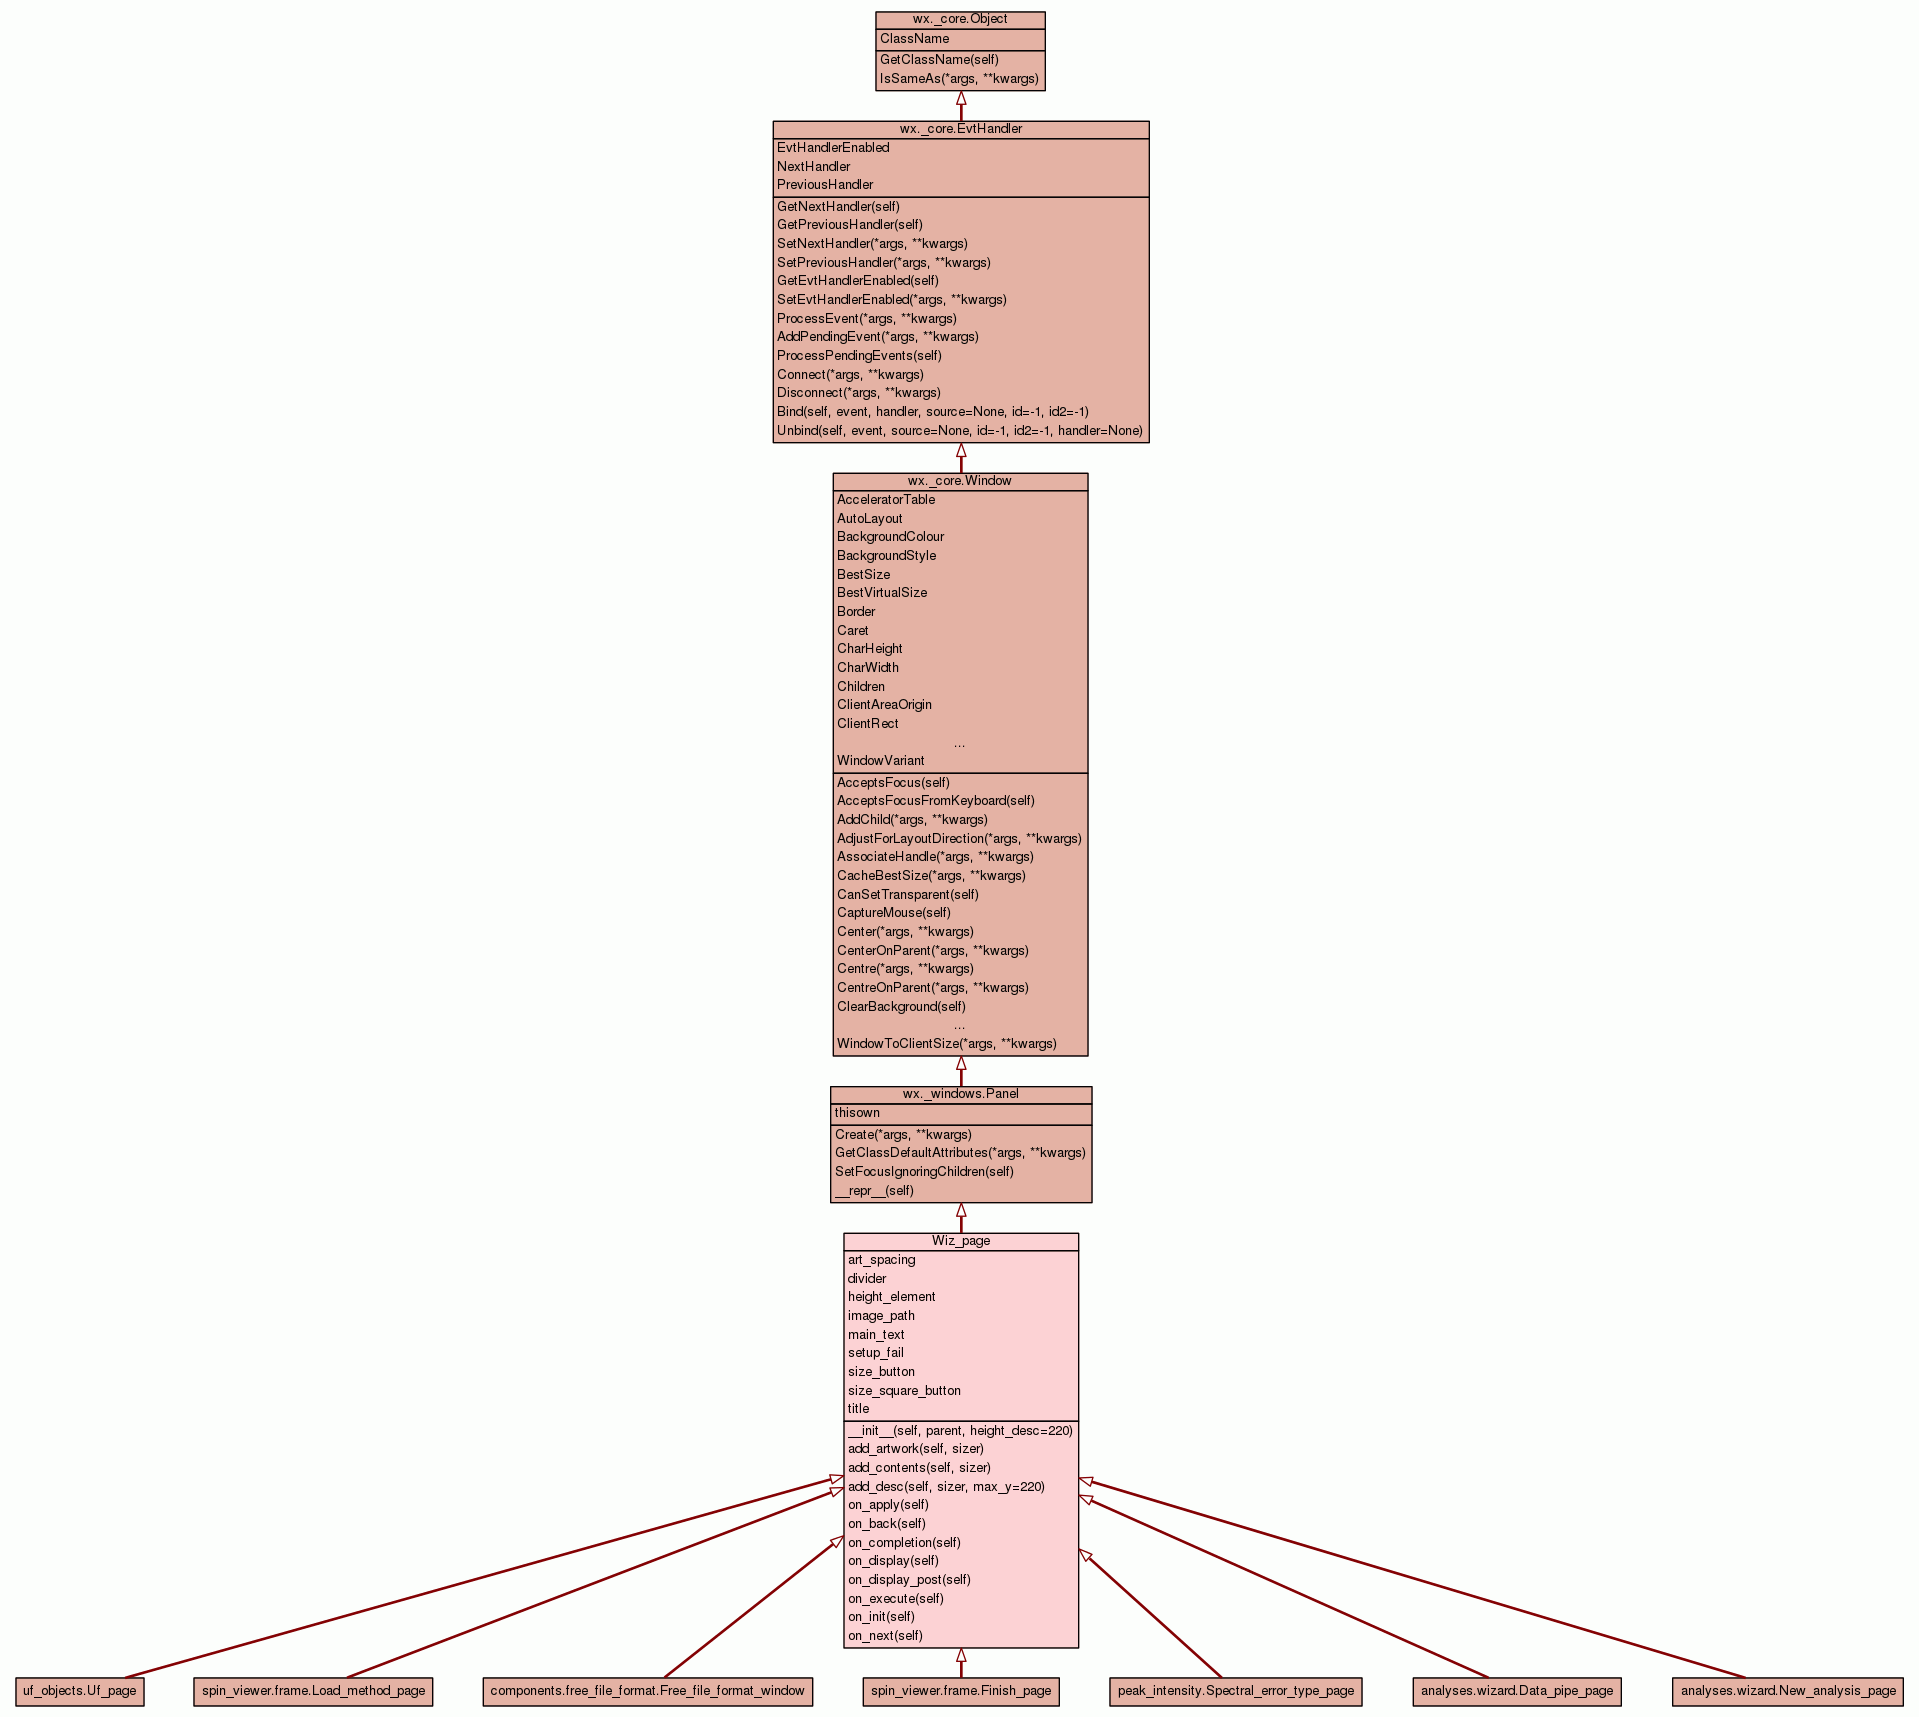 wx._core.Object
ClassName
GetClassName(self)
IsSameAs(*args, **kwargs)
wx._core.EvtHandler
EvtHandlerEnabled
NextHandler
PreviousHandler
GetNextHandler(self)
GetPreviousHandler(self)
SetNextHandler(*args, **kwargs)
SetPreviousHandler(*args, **kwargs)
GetEvtHandlerEnabled(self)
SetEvtHandlerEnabled(*args, **kwargs)
ProcessEvent(*args, **kwargs)
AddPendingEvent(*args, **kwargs)
ProcessPendingEvents(self)
Connect(*args, **kwargs)
Disconnect(*args, **kwargs)
Bind(self, event, handler, source=None, id=-1, id2=-1)
Unbind(self, event, source=None, id=-1, id2=-1, handler=None)
wx._core.Window
AcceleratorTable
AutoLayout
BackgroundColour
BackgroundStyle
BestSize
BestVirtualSize
Border
Caret
CharHeight
CharWidth
Children
ClientAreaOrigin
ClientRect
...
WindowVariant
AcceptsFocus(self)
AcceptsFocusFromKeyboard(self)
AddChild(*args, **kwargs)
AdjustForLayoutDirection(*args, **kwargs)
AssociateHandle(*args, **kwargs)
CacheBestSize(*args, **kwargs)
CanSetTransparent(self)
CaptureMouse(self)
Center(*args, **kwargs)
CenterOnParent(*args, **kwargs)
Centre(*args, **kwargs)
CentreOnParent(*args, **kwargs)
ClearBackground(self)
...
WindowToClientSize(*args, **kwargs)
wx._windows.Panel
thisown
Create(*args, **kwargs)
GetClassDefaultAttributes(*args, **kwargs)
SetFocusIgnoringChildren(self)
__repr__(self)
Wiz_page
art_spacing
divider
height_element
image_path
main_text
setup_fail
size_button
size_square_button
title
__init__(self, parent, height_desc=220)
add_artwork(self, sizer)
add_contents(self, sizer)
add_desc(self, sizer, max_y=220)
on_apply(self)
on_back(self)
on_completion(self)
on_display(self)
on_display_post(self)
on_execute(self)
on_init(self)
on_next(self)
uf_objects.Uf_page
spin_viewer.frame.Load_method_page
components.free_file_format.Free_file_format_window
spin_viewer.frame.Finish_page
peak_intensity.Spectral_error_type_page
analyses.wizard.Data_pipe_page
analyses.wizard.New_analysis_page